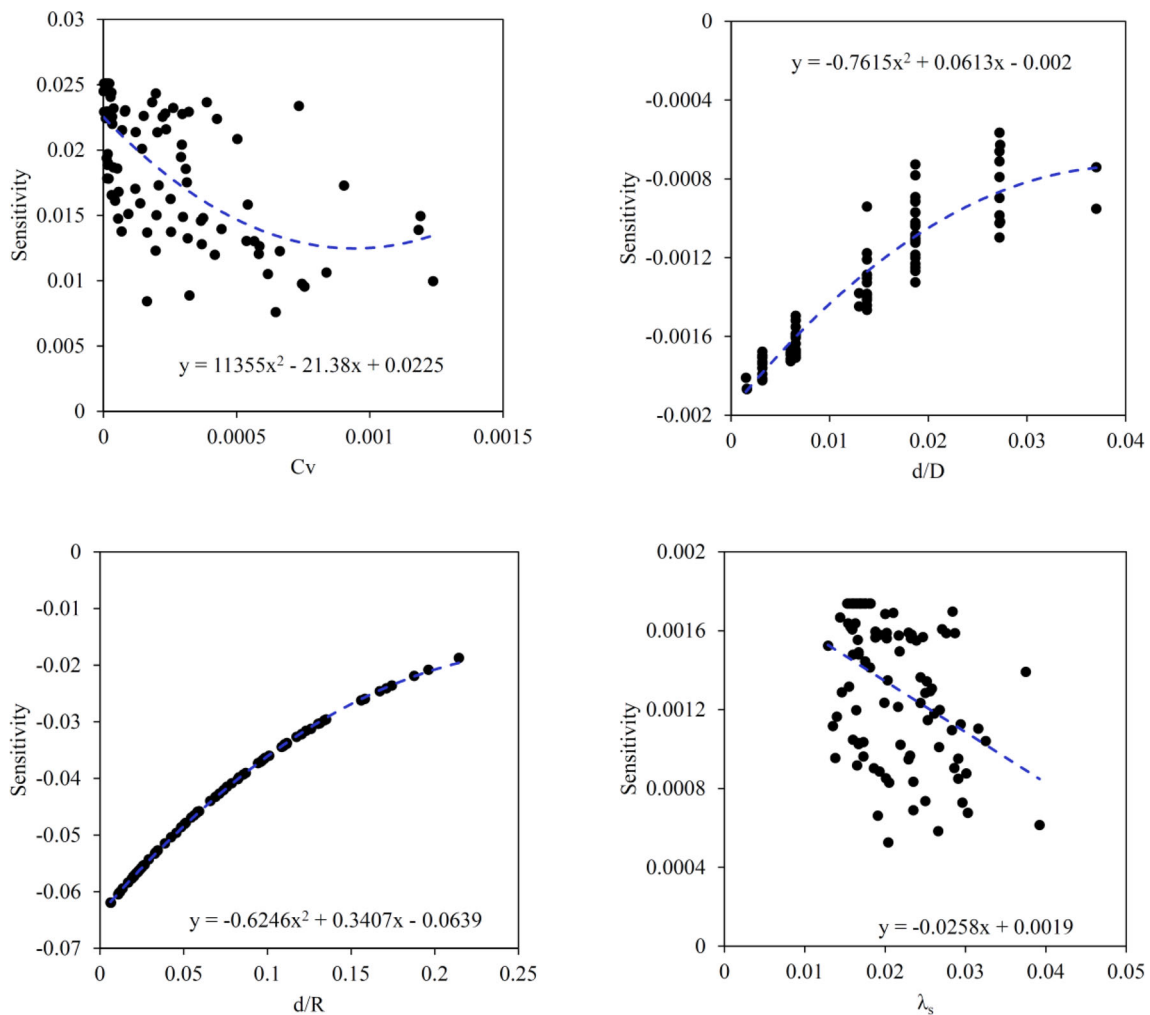 0.03
0.025
0.02
0.015
0.01
0.005
0
Sensitivity
y = 11355x² - 21.38x + 0.0225
0 0.0005 0.001 0.0015
Cv
0
-0.0004
-0.0008
-0.0012
-0.0016
-0.002
Sensitivity
y = -0.7615x² + 0.0613x - 0.002
0 0.01 0.02 0.03 0.04
d/D
0
-0.01
-0.02
-0.03
-0.04
-0.05
-0.06
-0.07
Sensitivity
y = -0.6246x² + 0.3407x - 0.0639
0 0.05 0.1 0.15 0.2 0.25
d/R
0.002
0.0016
0.0012
0.0008
0.0004
0
Sensitivity
y = -0.0258x + 0.0019
0 0.01 0.02 0.03 0.04 0.05
λs